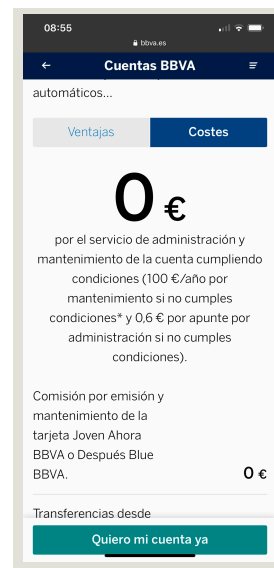 08:55
bbva.es
Cuentas BBVA
automáticos...
Ventajas
Costes
0 €
por el servicio de administración y
mantenimiento de la cuenta cumpliendo
condiciones (100 €/año por
mantenimiento si no cumples
condiciones* y 0,6 € por apunte por
administración si no cumples
condiciones).
Comisión por emisión y
mantenimiento de la
tarjeta Joven Ahora
BBVA o Después Blue
BBVA.
0 €
Transferencias desde
Quiero mi cuenta ya